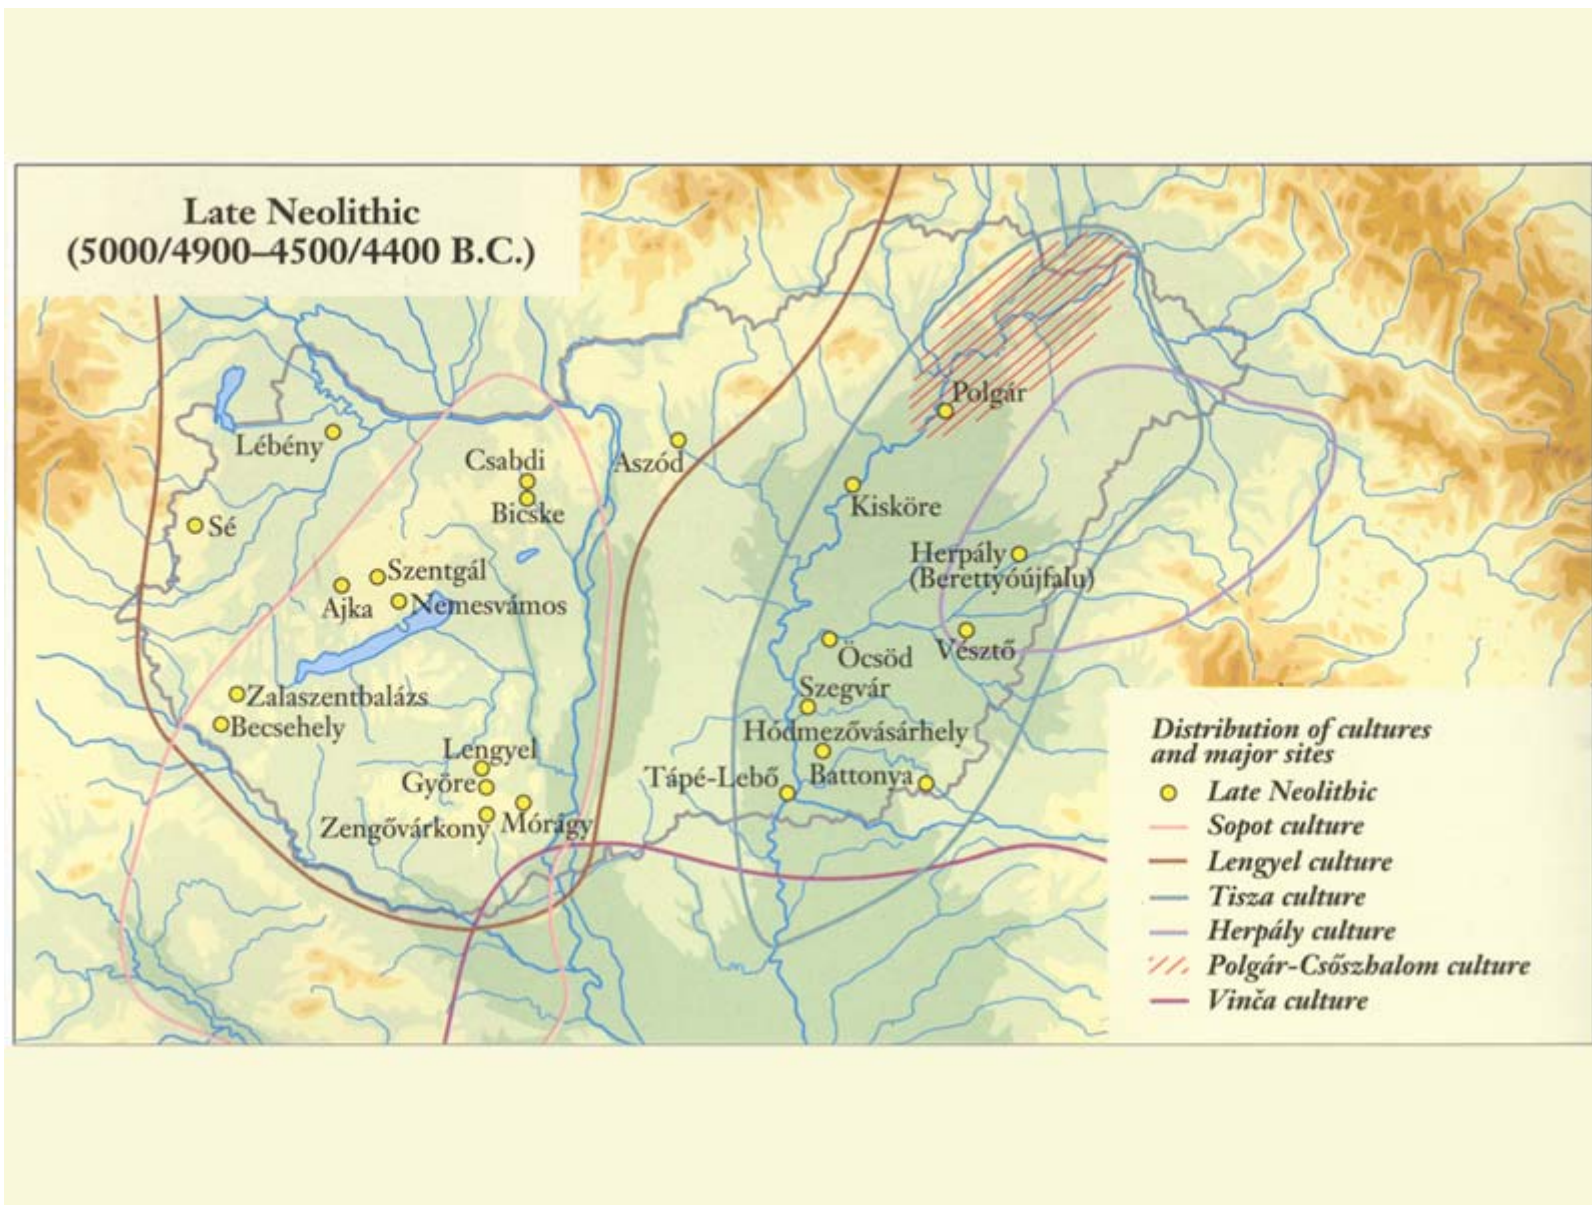 Late Neolithic
(5000/4900–4500/4400 B.C.)
Polgár
Lébény
Csabdi
Aszód
Bicske
Kisköre
Sé
Herpály
(Berettyóújfalu)
Szentgál
Ajka
Nemesvámos
Öcsöd
Vésztő
Zalaszentbalázs
Szegvár
Becsehely
Hódmezővásárhely
Lengyel
Györe
Tápé-Lebő
Battonya
Zengővárkony
Mórágy
Distribution of cultures
and major sites
Late Neolithic
Sopot culture
Lengyel culture
Tisza culture
Herpály culture
Polgár-Csőszhalom culture
Vinča culture